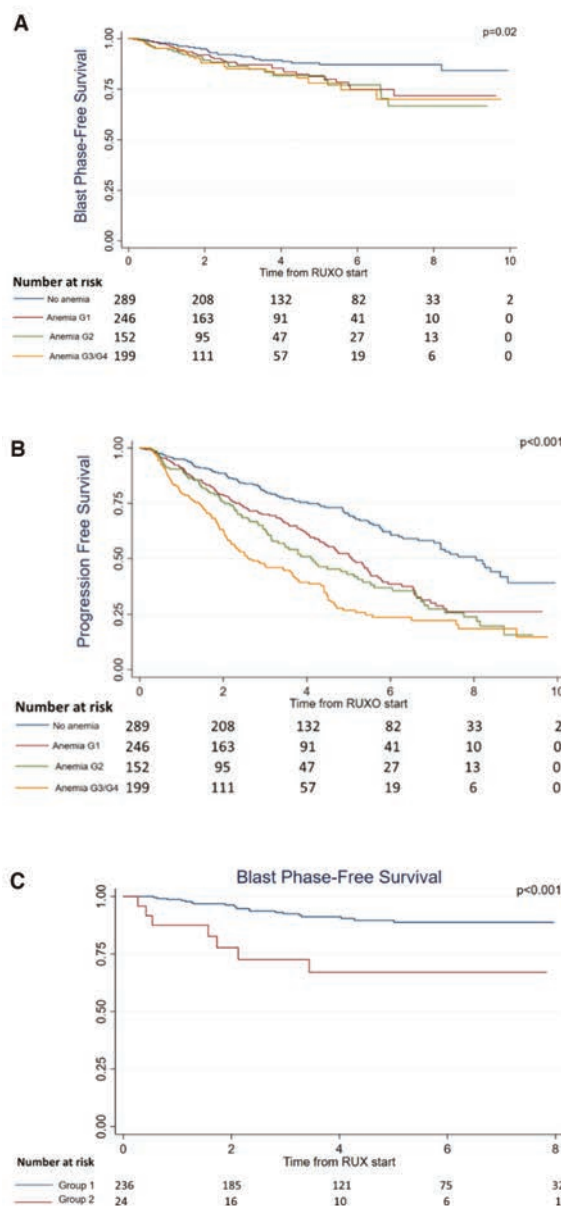 A
p=0.02
Blast Phase-Free Survival
1.00
0.75
0.50
0.25
0.00
2 4 6 8 10
Time from RUXO start
Number at risk
No anemia 289 208 132 82 33 2
Anemia G1 246 163 91 41 10 0
Anemia G2 152 95 47 27 13 0
Anemia G3/G4 199 111 57 19 6 0
B
p<0.001
Progression Free Survival
1.00
0.75
0.50
0.25
0.00
0 2 4 6 8 10
Time from RUXO start
Number at risk
No anemia 289 208 132 82 33 2
Anemia G1 246 163 91 41 10 0
Anemia G2 152 95 47 27 13 0
Anemia G3/G4 199 111 57 19 6 0
C
Blast Phase-Free Survival
p<0.001
1.00
0.75
0.50
0.25
0.00
0 2 4 6 8
Time from RUX start
Number at risk
Group 1 236 185 121 75 32
Group 2 24 16 10 6 1